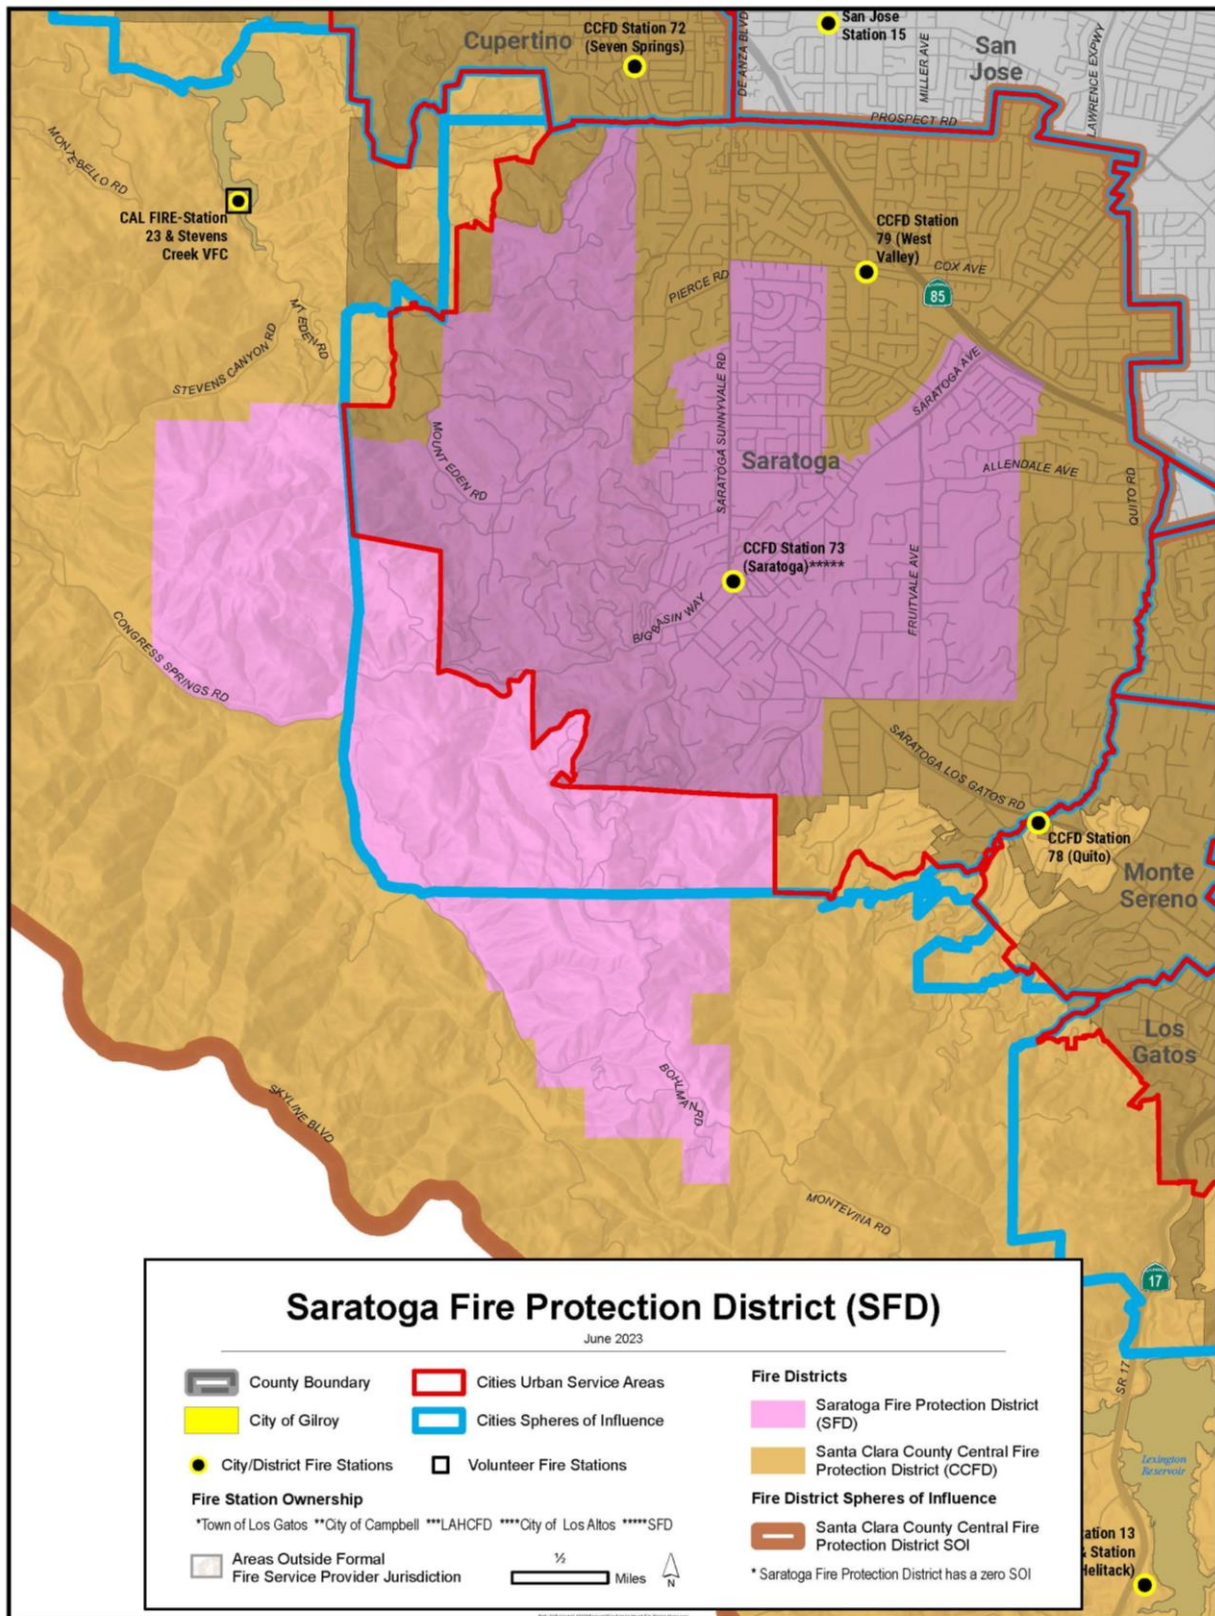 CCFD Station 72
(Seven Springs)
Cupertino
San Jose
Station 15
DE ANZA BLVD
MILLER AVE
San
Jose
LAWRENCE EXPWY
PROSPECT RD
MONTEBELLO RD
CAL FIRE-Station
23 & Stevens
Creek VFC
CCFD Station
79 (West
Valley)
COX AVE
PIERCE RD
85
MT EDEN RD
STEVENS CANYON RD
SARATOGA SUNNYVALE RD
SARATOGA AVE
MOUNT EDEN RD
Saratoga
ALLENDALE AVE
QUITO RD
CCFD Station 73
(Saratoga)*****
BIG BASIN WAY
FRUITVALE AVE
CONGRESS SPRINGS RD
SARATOGA LOS GATOS RD
CCFD Station
78 (Quito)
Monte
Sereno
Los
Gatos
BOHLMAN RD
SKYLINE BLVD
MONTEVINA RD
17
SR 17
Lexington
Reservoir
ation 13
& Station
Helitack)
Saratoga Fire Protection District (SFD)
June 2023
County Boundary
City of Gilroy
City/District Fire Stations
Cities Urban Service Areas
Cities Spheres of Influence
Volunteer Fire Stations
Fire Station Ownership
*Town of Los Gatos **City of Campbell ***LAHCFD ****City of Los Altos *****SFD
Areas Outside Formal
Fire Service Provider Jurisdiction
½
Miles
N
Fire Districts
Saratoga Fire Protection District
(SFD)
Santa Clara County Central Fire
Protection District (CCFD)
Fire District Spheres of Influence
Santa Clara County Central Fire
Protection District SOI
* Saratoga Fire Protection District has a zero SOI